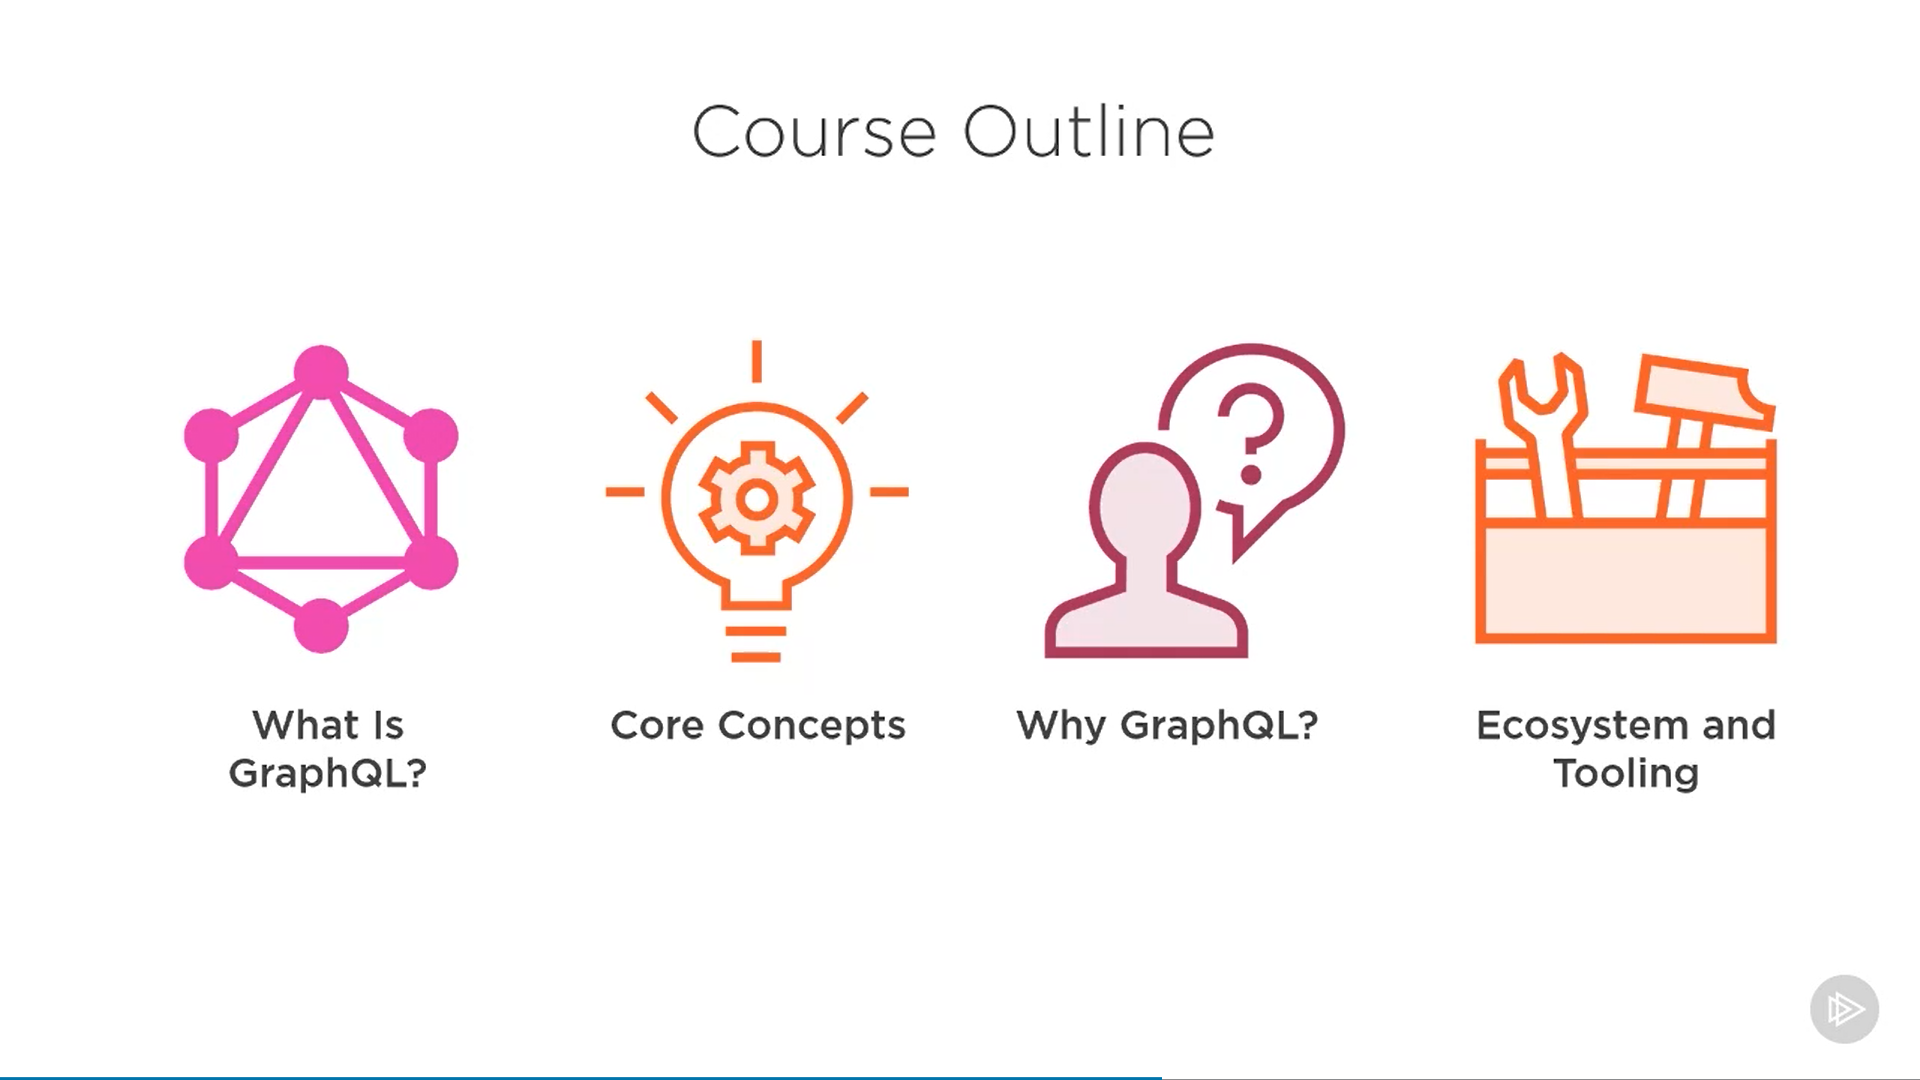 Course Outline
What Is
GraphQL?
Core Concepts
Why GraphQL?
Ecosystem and
Tooling